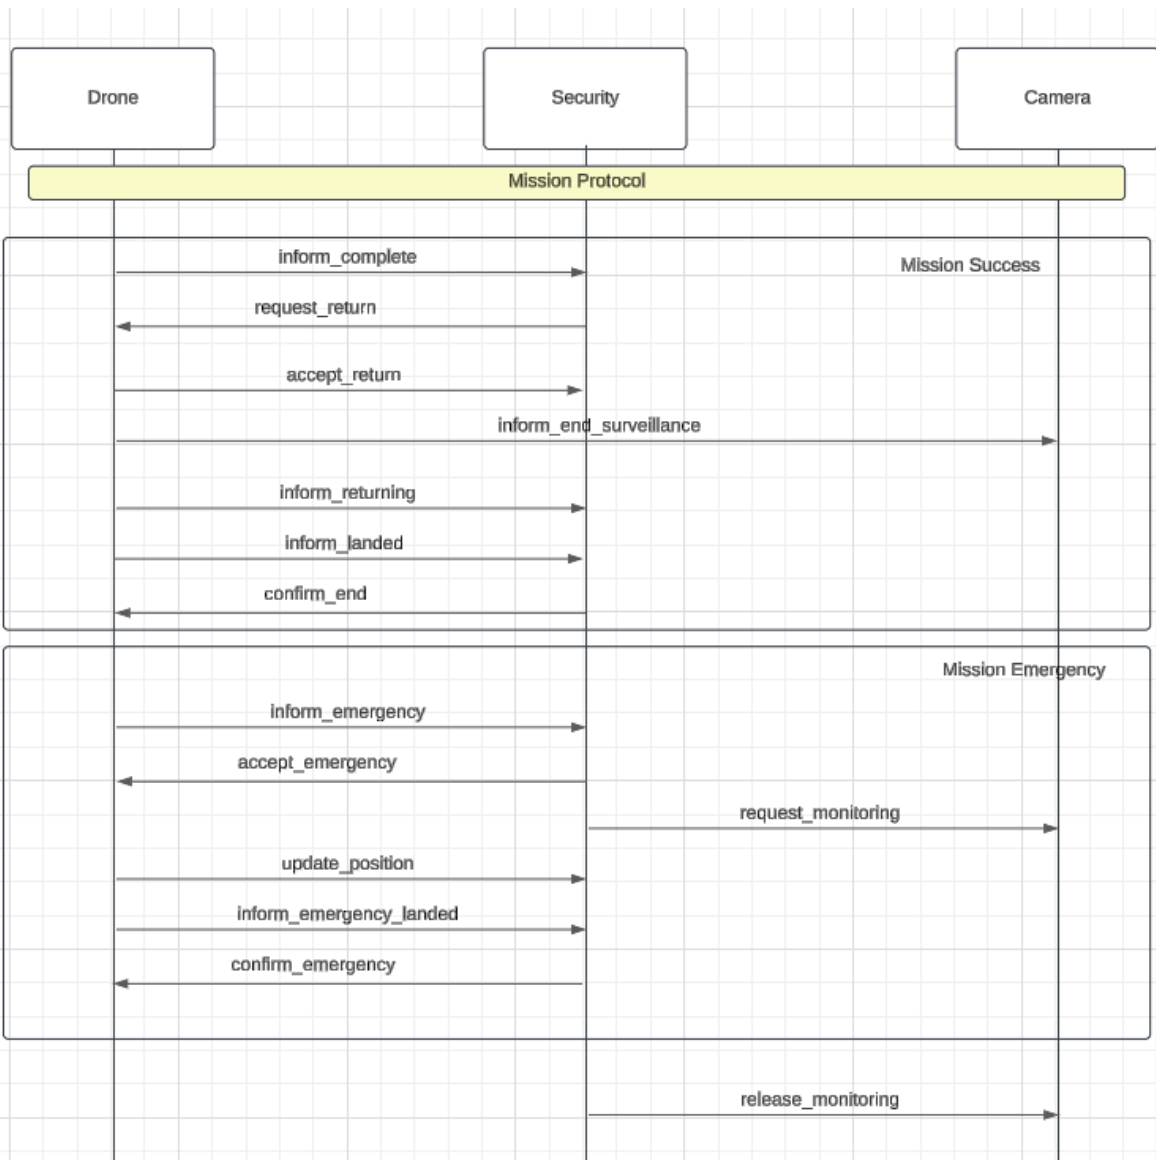 Drone
Security
Camera
Mission Protocol
inform_complete
Mission Success
request_return
accept_return
inform_end_surveillance
inform_returning
inform_landed
confirm_end
Mission Emergency
inform_emergency
accept_emergency
request_monitoring
update_position
inform_emergency_landed
confirm_emergency
release_monitoring